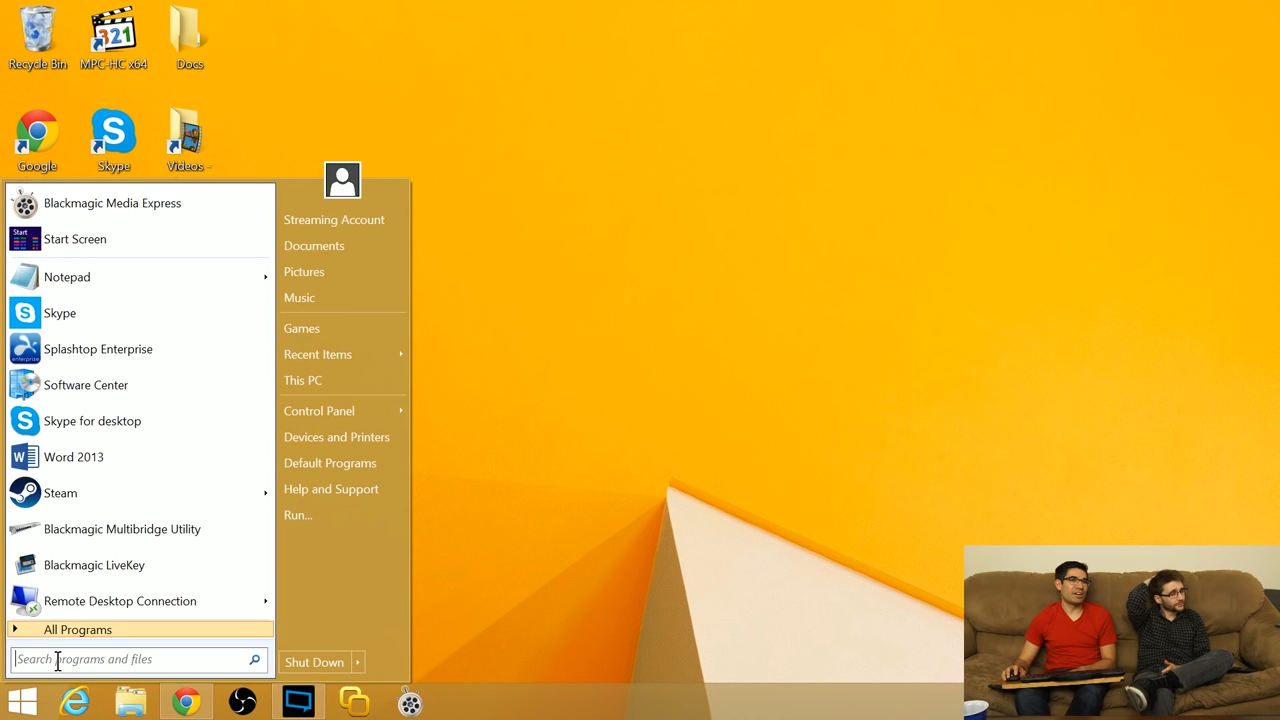 Recycle Bin
MPC-HC x64
Docs
321
Google
Skype
Videos -
Blackmagic Media Express
Start
Start Screen
Notepad
Skype
Splashtop Enterprise
enterprise
Software Center
Skype for desktop
Word 2013
Steam
Blackmagic Multibridge Utility
Blackmagic LiveKey
Remote Desktop Connection
All Programs
Search programs and files
Streaming Account
Documents
Pictures
Music
Games
Recent Items
This PC
Control Panel
Devices and Printers
Default Programs
Help and Support
Run...
Shut Down